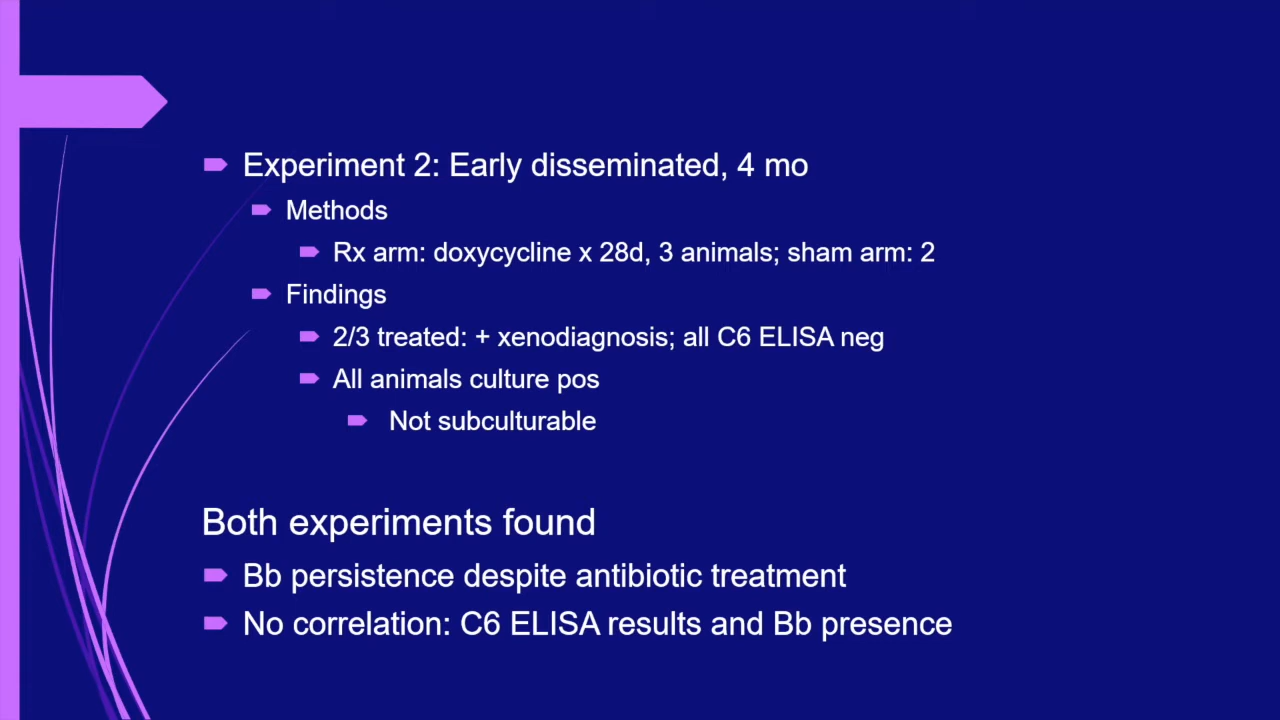 Experiment 2: Early disseminated, 4 mo
Methods
Rx arm: doxycycline x 28d, 3 animals; sham arm: 2
Findings
2/3 treated: + xenodiagnosis; all C6 ELISA neg
All animals culture pos
Not subculturable
Both experiments found
Bb persistence despite antibiotic treatment
No correlation: C6 ELISA results and Bb presence